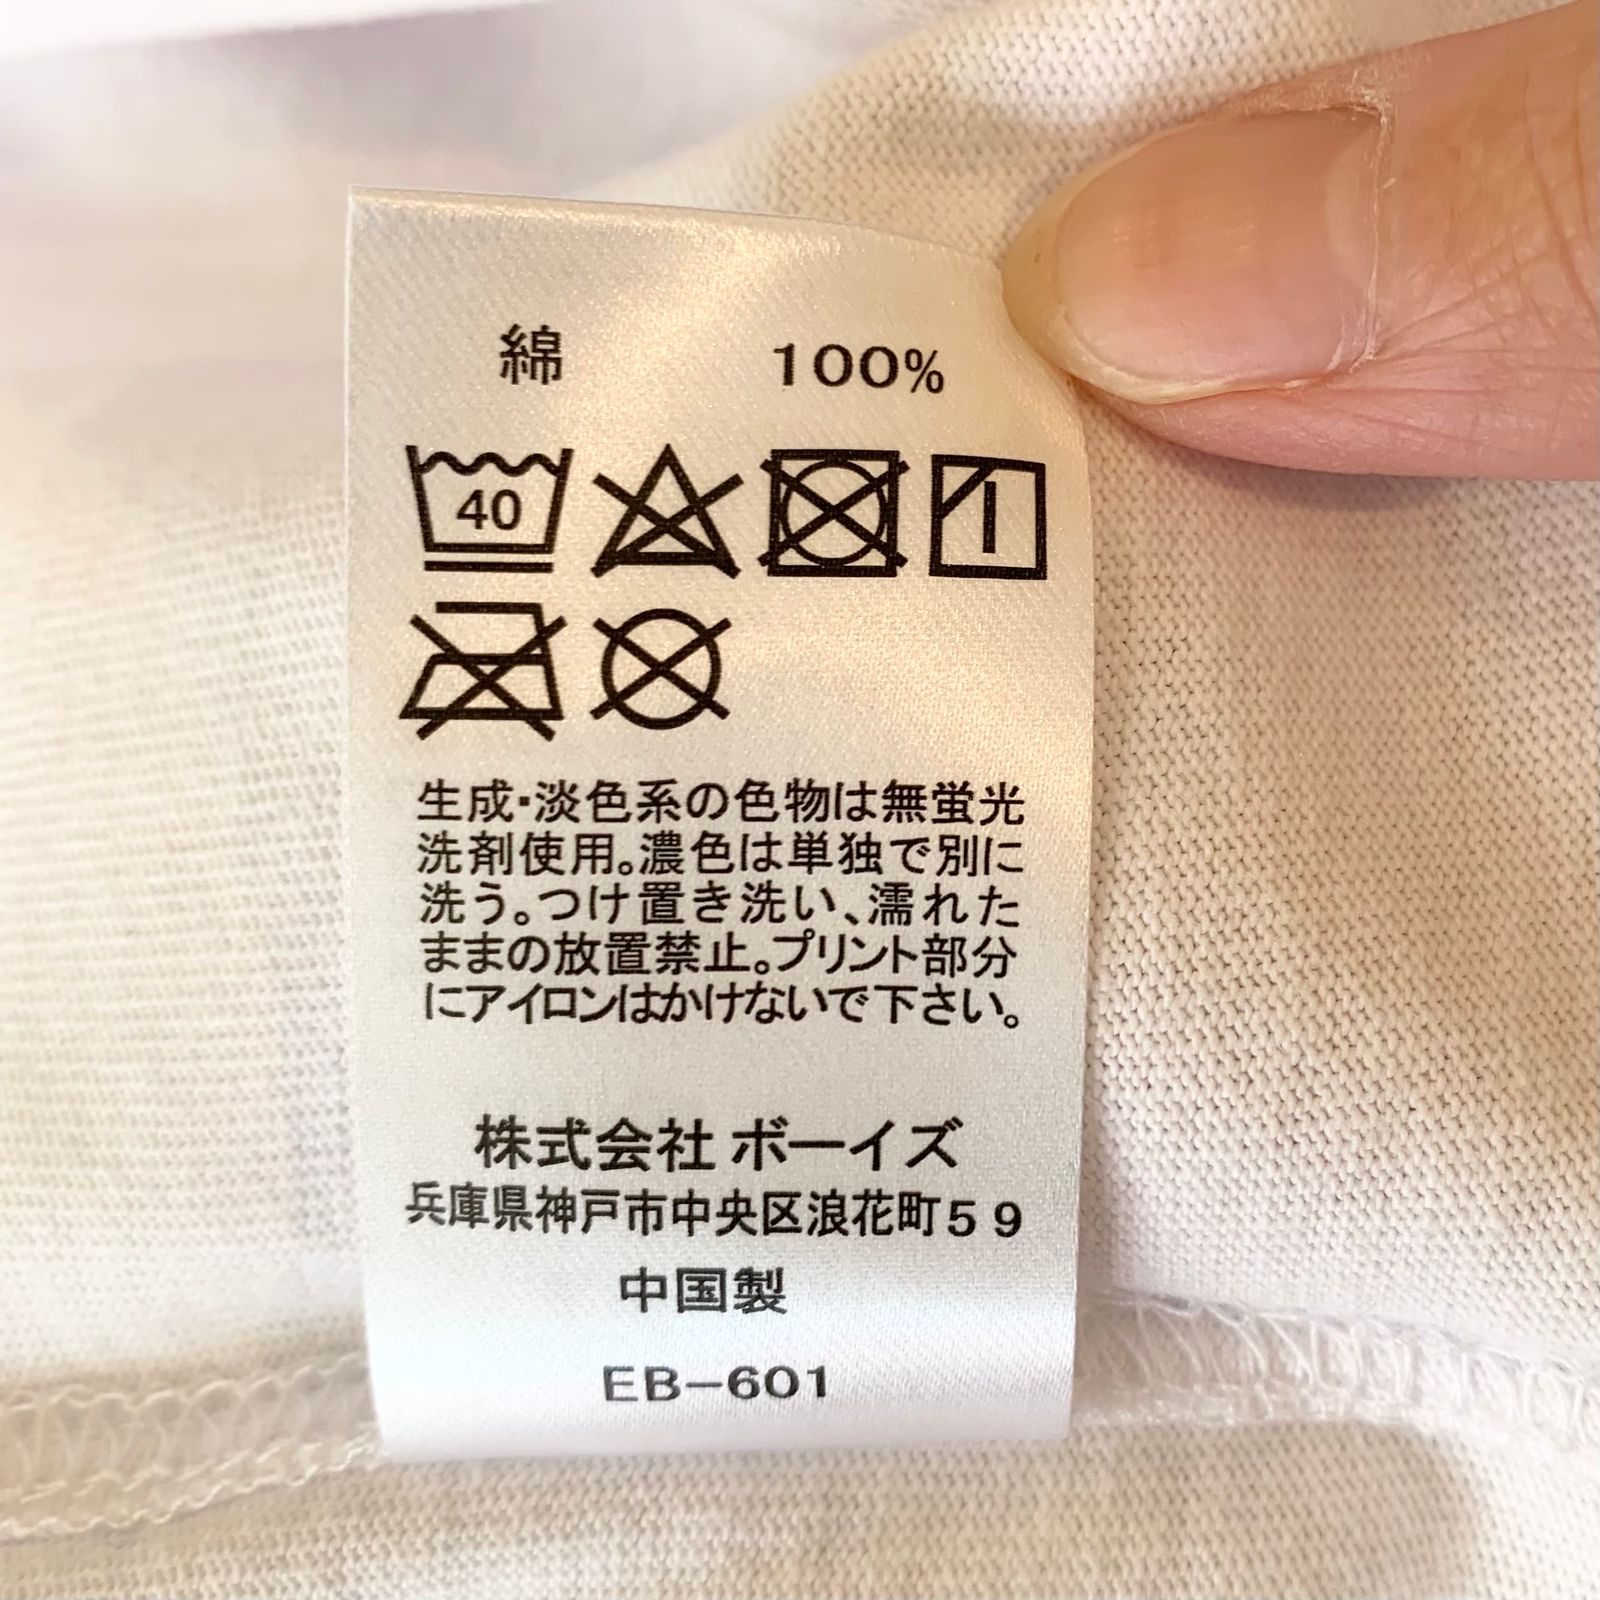 綿 100%
40
生成・淡色系の色物は無蛍光
洗剤使用。濃色は単独で別に
洗う。つけ置き洗い、濡れた
ままの放置禁止。プリント部分
にアイロンはかけないで下さい。
株式会社 ボーイズ
兵庫県神戸市中央区浪花町59
中国製
EB-601